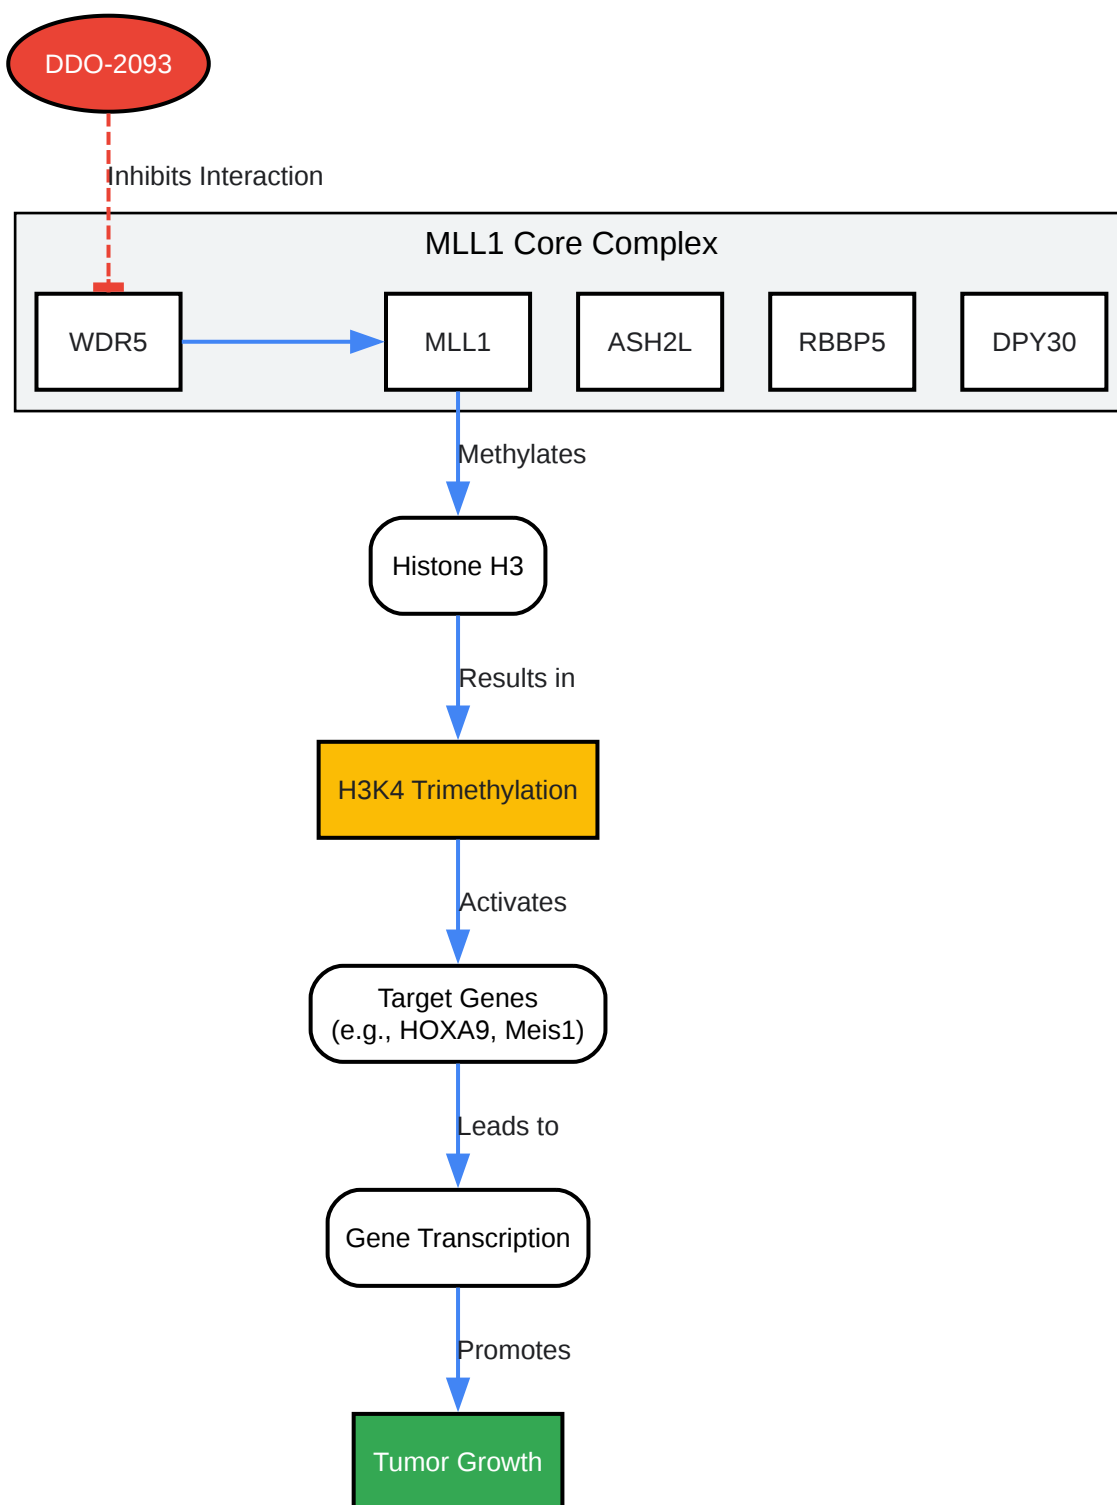 DDO-2093
Inhibits Interaction
MLL1 Core Complex
WDR5
MLL1
ASH2L
RBBP5
DPY30
Methylates
Histone H3
Results in
H3K4 Trimethylation
Activates
Target Genes
(e.g., HOXA9, Meis1)
Leads to
Gene Transcription
Promotes
Tumor Growth